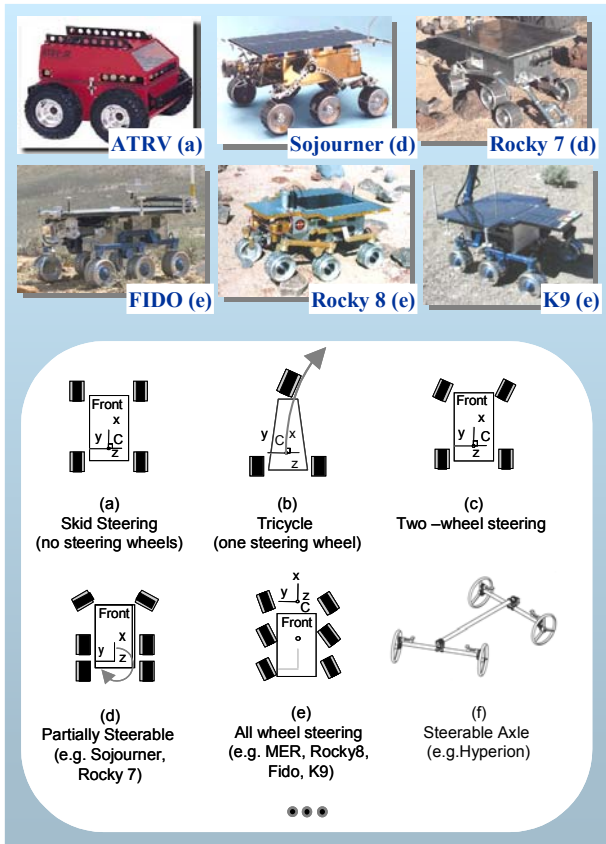 ATRV (a)
Sojourner (d)
Rocky 7 (d)
FIDO (e)
Rocky 8 (e)
K9 (e)
Front
x
y
C
z
(a)
Skid Steering
(no steering wheels)
y
C
x
z
(b)
Tricycle
(one steering wheel)
Front
x
y
C
z
(c)
Two –wheel steering
Front
x
y
z
(d)
Partially Steerable
(e.g. Sojourner,
Rocky 7)
x
y
z
C
Front
(e)
All wheel steering
(e.g. MER, Rocky8,
Fido, K9)
(f)
Steerable Axle
(e.g.Hyperion)